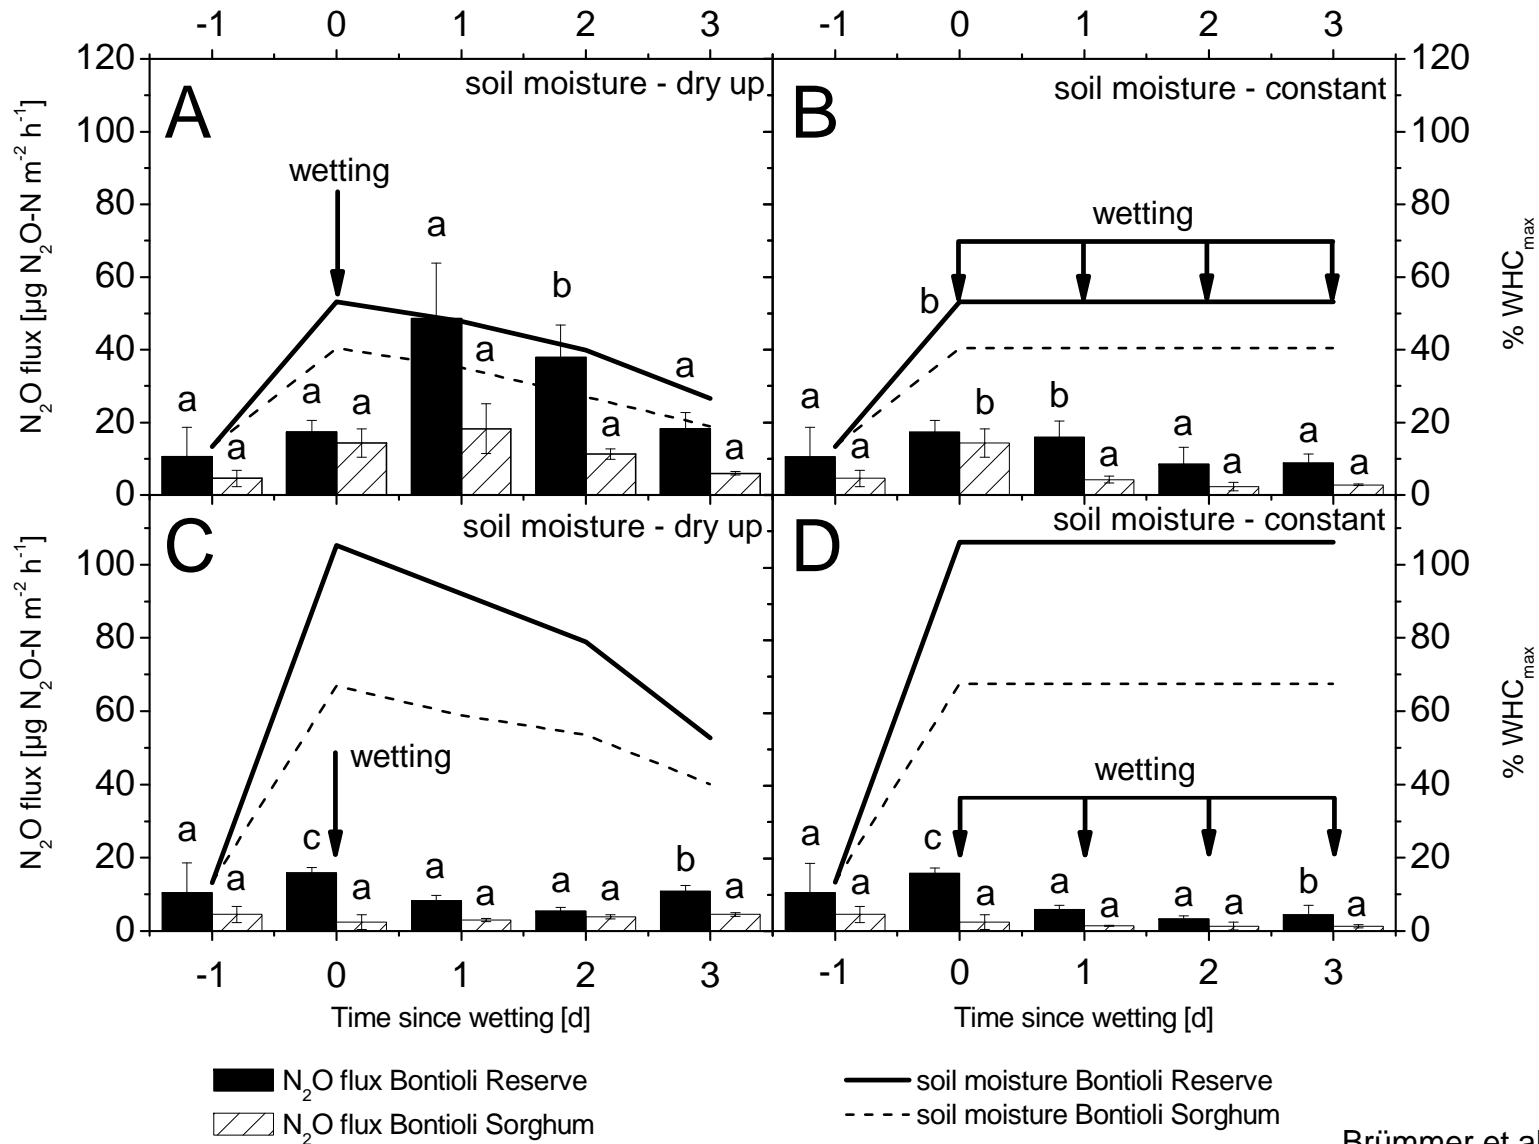 -1 0 1 2 3 -1 0 1 2 3
120 120
A soil moisture - dry up B soil moisture - constant
100 100
wetting
80 a wetting 80
60 b 60
b
40 a a 40
a a a a b b
20 a a a a a a a a 20
0 0
N₂O flux [µg N₂O-N m⁻² h⁻¹]
% WHCmax
C soil moisture - dry up D soil moisture - constant
100 100
80 80
60 60
wetting wetting
40 40
a c a c
20 a a a a a a b a a a a a a a b a 20
0 0
N₂O flux [µg N₂O-N m⁻² h⁻¹]
% WHCmax
-1 0 1 2 3 -1 0 1 2 3
Time since wetting [d] Time since wetting [d]
N₂O flux Bontioli Reserve
N₂O flux Bontioli Sorghum
soil moisture Bontioli Reserve
soil moisture Bontioli Sorghum
Brümmer et al